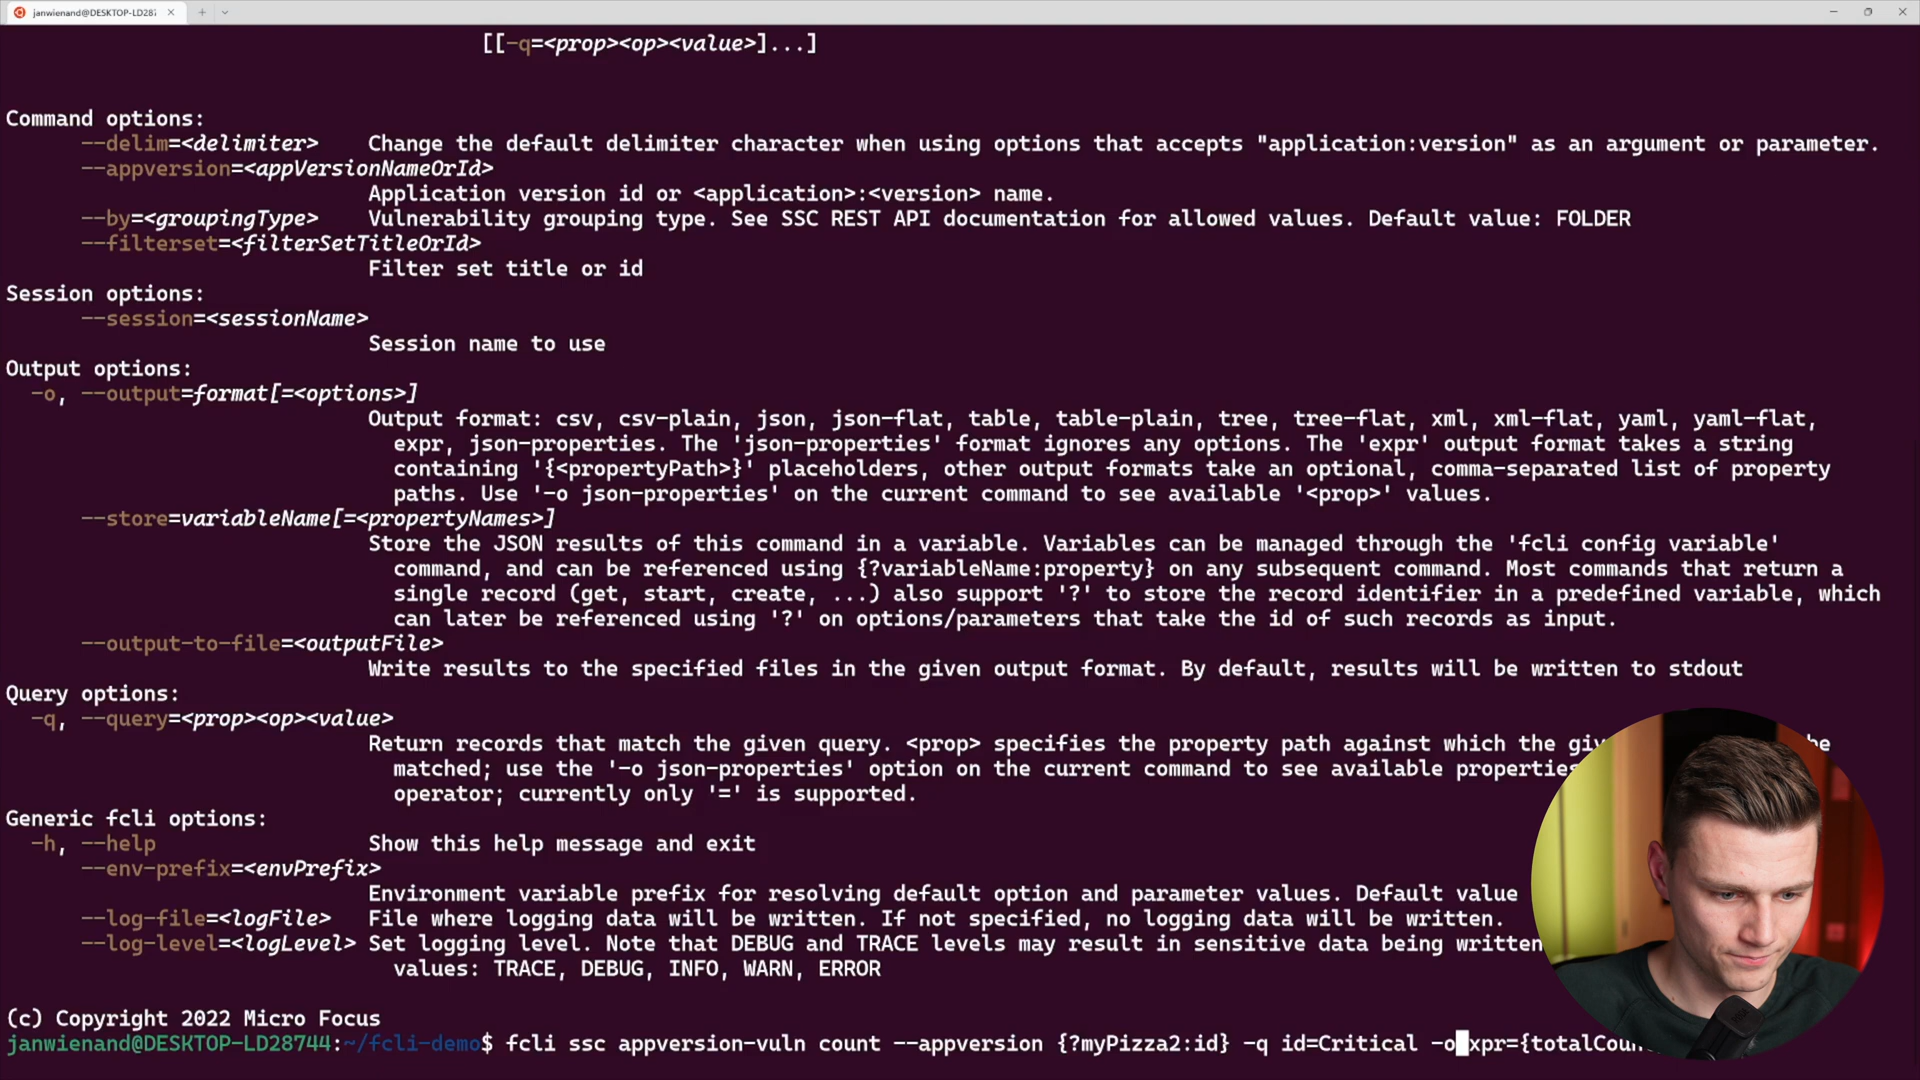 janwienand@DESKTOP-LD287
[[-q=<prop><op><value>]...]
Command options:
--delim=<delimiter> Change the default delimiter character when using options that accepts "application:version" as an argument or parameter.
--appversion=<appVersionNameOrId>
Application version id or <application>:<version> name.
--by=<groupingType> Vulnerability grouping type. See SSC REST API documentation for allowed values. Default value: FOLDER
--filterset=<filterSetTitleOrId>
Filter set title or id
Session options:
--session=<sessionName>
Session name to use
Output options:
-o, --output=format[=<options>]
Output format: csv, csv-plain, json, json-flat, table, table-plain, tree, tree-flat, xml, xml-flat, yaml, yaml-flat,
expr, json-properties. The 'json-properties' format ignores any options. The 'expr' output format takes a string
containing '{<propertyPath>}' placeholders, other output formats take an optional, comma-separated list of property
paths. Use '-o json-properties' on the current command to see available '<prop>' values.
--store=variableName[=<propertyNames>]
Store the JSON results of this command in a variable. Variables can be managed through the 'fcli config variable'
command, and can be referenced using {?variableName:property} on any subsequent command. Most commands that return a
single record (get, start, create, ...) also support '?' to store the record identifier in a predefined variable, which
can later be referenced using '?' on options/parameters that take the id of such records as input.
--output-to-file=<outputFile>
Write results to the specified files in the given output format. By default, results will be written to stdout
Query options:
-q, --query=<prop><op><value>
Return records that match the given query. <prop> specifies the property path against which the be
matched; use the '-o json-properties' option on the current command to see available
operator; currently only '=' is supported.
Generic fcli options:
-h, --help Show this help message and exit
--env-prefix=<envPrefix>
Environment variable prefix for resolving default option and parameter values. Default value
--log-file=<logFile> File where logging data will be written. If not specified, no logging data will be written.
--log-level=<logLevel> Set logging level. Note that DEBUG and TRACE levels may result in sensitive data being written
values: TRACE, DEBUG, INFO, WARN, ERROR
(c) Copyright 2022 Micro Focus
janwienand@DESKTOP-LD28744:~/fcli-demo$ fcli ssc appversion-vuln count --appversion {?myPizza2:id} -q id=Critical -o xpr={totalCoun